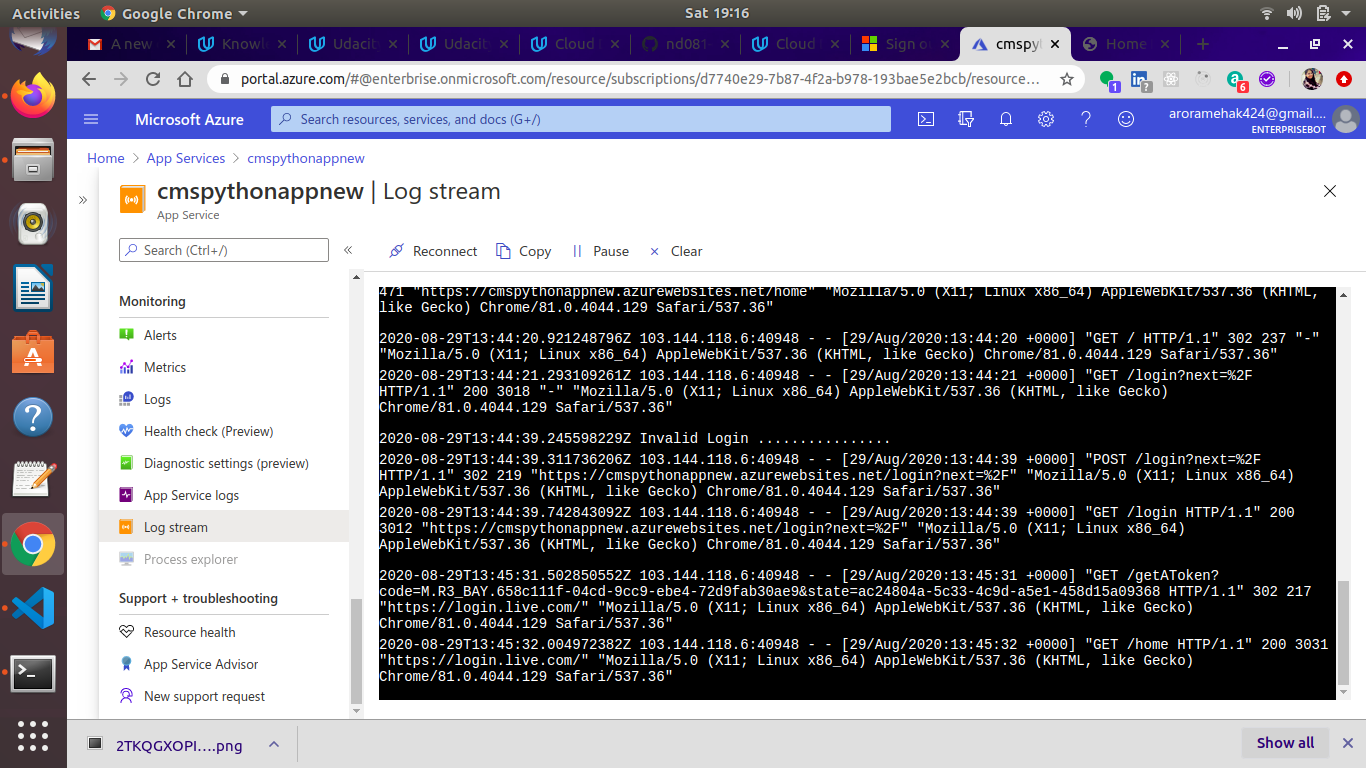 Activities
Google Chrome
Sat 19:16
A new
Knowl
Udacit
Udacit
Cloud
nd081
Cloud
Sign o
cmspy
Home
portal.azure.com/#@enterbrise.onmicrosoft.com/resource/subscriptions/d7740e29-7b87-4f2a-b978-193bae5e2bcb/resource...
1
?
6
Microsoft Azure
Search resources, services, and docs (G+/)
aroramehak424@gmail....
ENTERPRISEBOT
Home > App Services > cmspythonappnew
cmspythonappnew | Log stream
App Service
Search (Ctrl+/)
Reconnect
Copy
Pause
Clear
Monitoring
Alerts
Metrics
Logs
Health check (Preview)
Diagnostic settings (preview)
App Service logs
Log stream
Process explorer
Support + troubleshooting
Resource health
App Service Advisor
New support request
471 "https://cmspythonappnew.azurewebsites.net/home" "Mozilla/5.0 (X11; Linux x86_64) AppleWebKit/537.36 (KHTML,
like Gecko) Chrome/81.0.4044.129 Safari/537.36"
2020-08-29T13:44:20.921248796Z 103.144.118.6:40948 - - [29/Aug/2020:13:44:20 +0000] "GET / HTTP/1.1" 302 237 "-"
"Mozilla/5.0 (X11; Linux x86_64) AppleWebKit/537.36 (KHTML, like Gecko) Chrome/81.0.4044.129 Safari/537.36"
2020-08-29T13:44:21.293109261Z 103.144.118.6:40948 - - [29/Aug/2020:13:44:21 +0000] "GET /login?next=%2F
HTTP/1.1" 200 3018 "-" "Mozilla/5.0 (X11; Linux x86_64) AppleWebKit/537.36 (KHTML, like Gecko)
Chrome/81.0.4044.129 Safari/537.36"
2020-08-29T13:44:39.245598229Z Invalid Login ................
2020-08-29T13:44:39.311736206Z 103.144.118.6:40948 - - [29/Aug/2020:13:44:39 +0000] "POST /login?next=%2F
HTTP/1.1" 302 219 "https://cmspythonappnew.azurewebsites.net/login?next=%2F" "Mozilla/5.0 (X11; Linux x86_64)
AppleWebKit/537.36 (KHTML, like Gecko) Chrome/81.0.4044.129 Safari/537.36"
2020-08-29T13:44:39.742843092Z 103.144.118.6:40948 - - [29/Aug/2020:13:44:39 +0000] "GET /login HTTP/1.1" 200
3012 "https://cmspythonappnew.azurewebsites.net/login?next=%2F" "Mozilla/5.0 (X11; Linux x86_64)
AppleWebKit/537.36 (KHTML, like Gecko) Chrome/81.0.4044.129 Safari/537.36"
2020-08-29T13:45:31.502850552Z 103.144.118.6:40948 - - [29/Aug/2020:13:45:31 +0000] "GET /getAToken?
code=M.R3_BAY.658c111f-04cd-9cc9-ebe4-72d9fab30ae9&state=ac24804a-5c33-4c9d-a5e1-458d15a09368 HTTP/1.1" 302 217
"https://login.live.com/" "Mozilla/5.0 (X11; Linux x86_64) AppleWebKit/537.36 (KHTML, like Gecko)
Chrome/81.0.4044.129 Safari/537.36"
2020-08-29T13:45:32.004972382Z 103.144.118.6:40948 - - [29/Aug/2020:13:45:32 +0000] "GET /home HTTP/1.1" 200 3031
"https://login.live.com/" "Mozilla/5.0 (X11; Linux x86_64) AppleWebKit/537.36 (KHTML, like Gecko)
Chrome/81.0.4044.129 Safari/537.36"
2TKQGXOPI....png
Show all